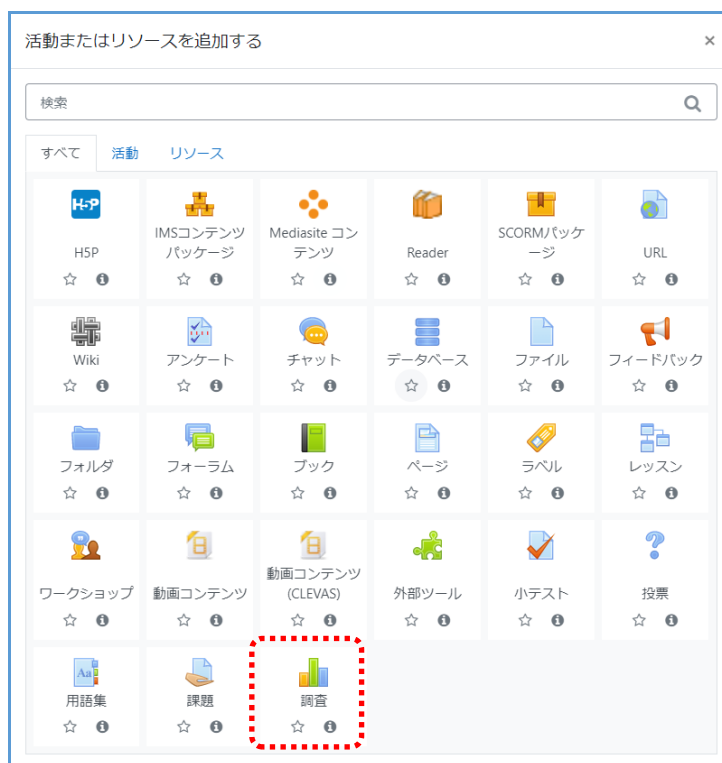 活動またはリソースを追加する ×
検索
すべて 活動 リソース
H5P
H5P
IMSコンテンツ
パッケージ
Mediasite コン
テンツ
Reader
SCORMパッケ
ージ
URL
Wiki
アンケート
チャット
データベース
ファイル
フィードバック
フォルダ
フォーラム
ブック
ページ
ラベル
レッスン
ワークショップ
動画コンテンツ
動画コンテンツ
(CLEVAS)
外部ツール
小テスト
?
投票
Aa
用語集
課題
調査